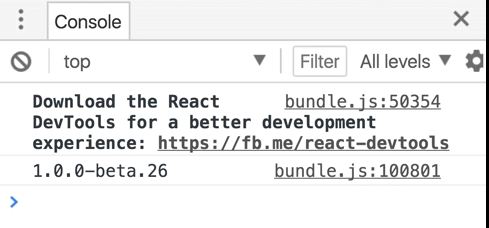 Console
top
Filter
All levels
Download the React bundle.js:50354
DevTools for a better development
experience: https://fb.me/react-devtools
1.0.0-beta.26 bundle.js:100801